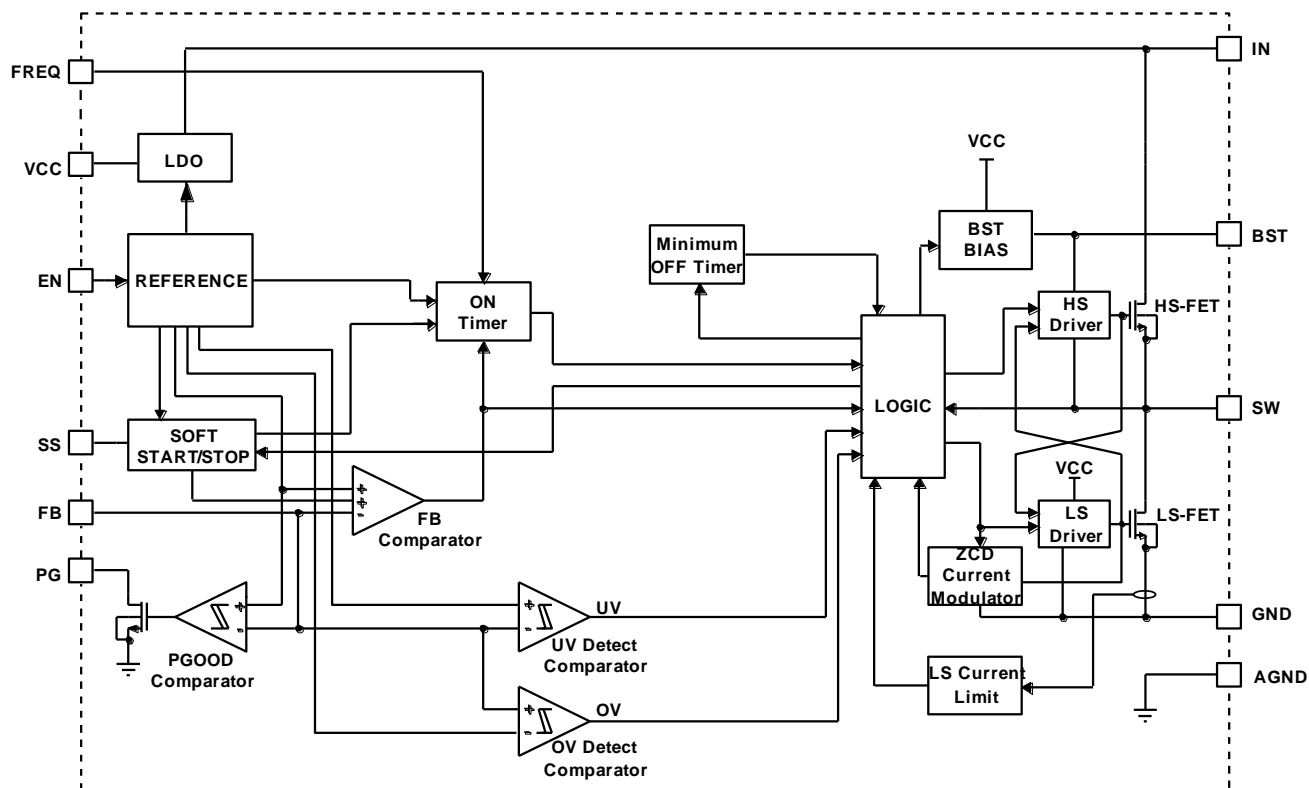 IN
FREQ
VCC
LDO
VCC
BST
BIAS
BST
Minimum
OFF Timer
EN
REFERENCE
ON
Timer
HS
Driver
HS-FET
LOGIC
SW
SS
SOFT
START/STOP
VCC
+
+
-
FB
FB
Comparator
LS
Driver
LS-FET
PG
ZCD
Current
Modulator
+
-
PGOOD
Comparator
+
-
UV
UV Detect
Comparator
GND
LS Current
Limit
AGND
+
-
OV
OV Detect
Comparator